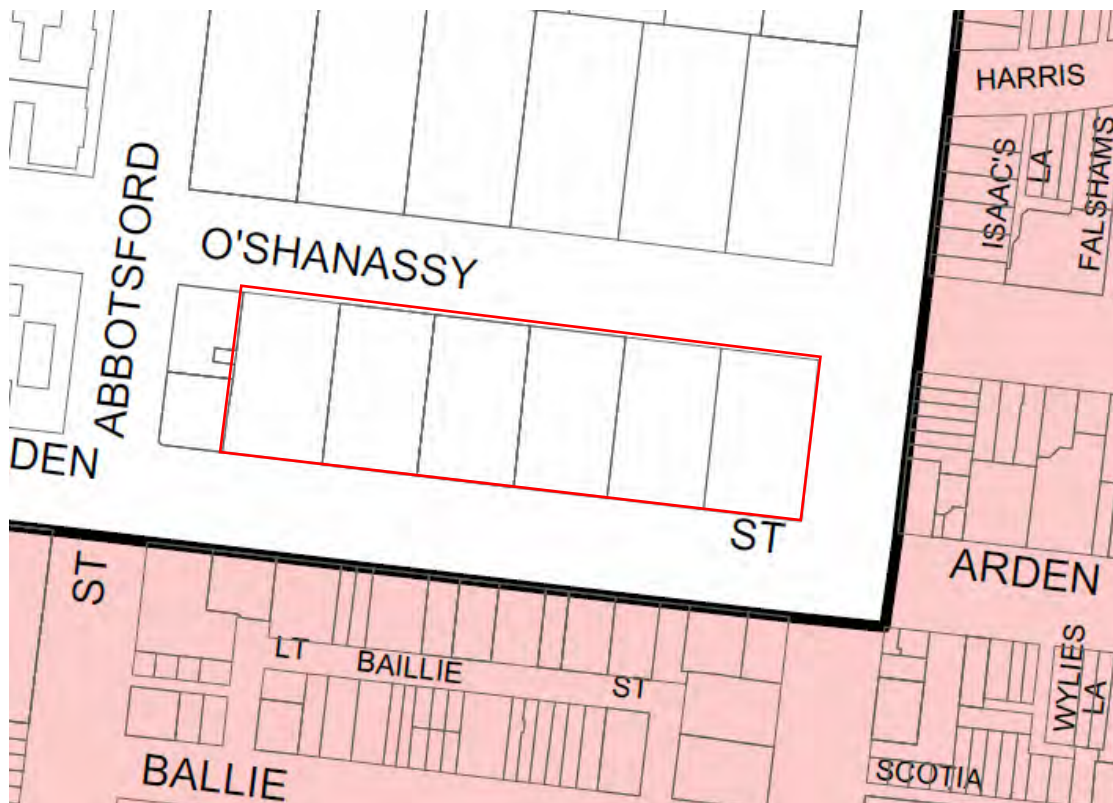 HARRIS
ISAAC'S
LA
FALSHAMS
ABBOTSFORD
O'SHANASSY
DEN
ST
ST
ARDEN
LT BAILLIE ST
WYLIES
LA
BALLIE
SCOTIA